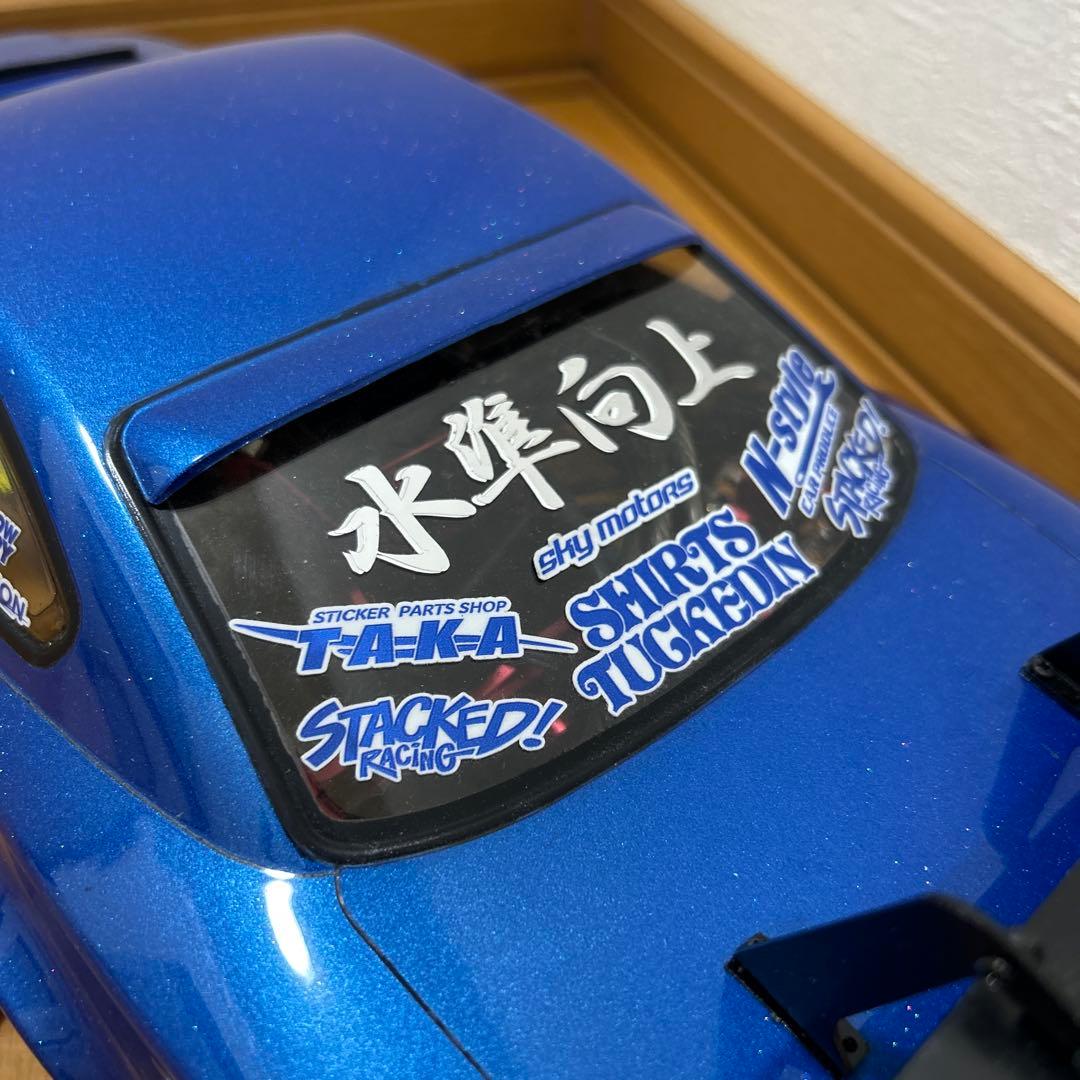 水準向上
sky motors
N-style
CAR PRODUCE
STACKED!
RACING
SHIRTS
TUCKEDIN
STICKER PARTS SHOP
T=A=K=A
STACKED!
RACING